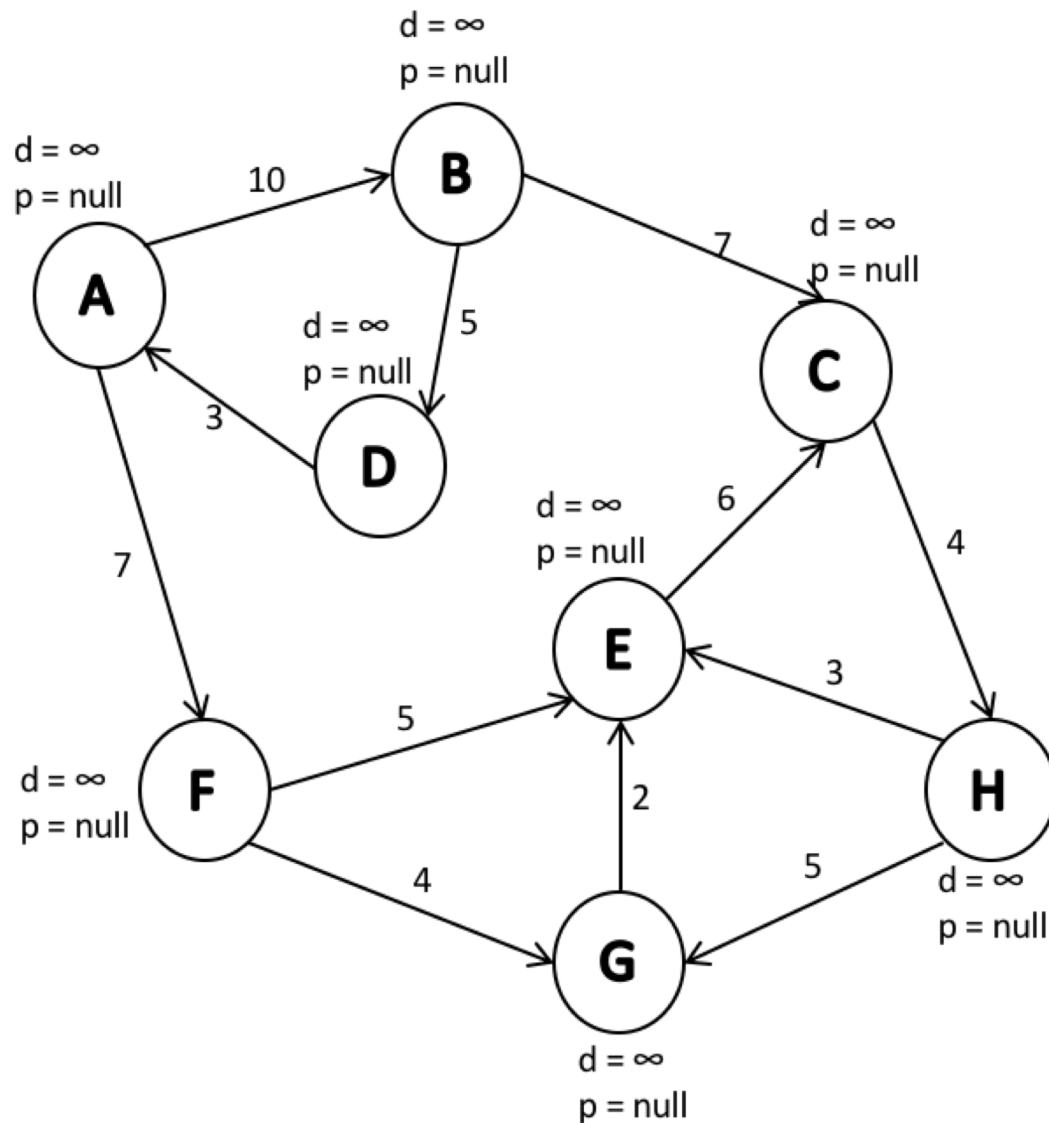 d = ∞
p = null
B
d = ∞
p = null
10
A
7
d = ∞
p = null
C
5
d = ∞
p = null
3
D
7
d = ∞
p = null
6
4
E
3
5
d = ∞
p = null
F
2
H
4
5
d = ∞
p = null
G
d = ∞
p = null